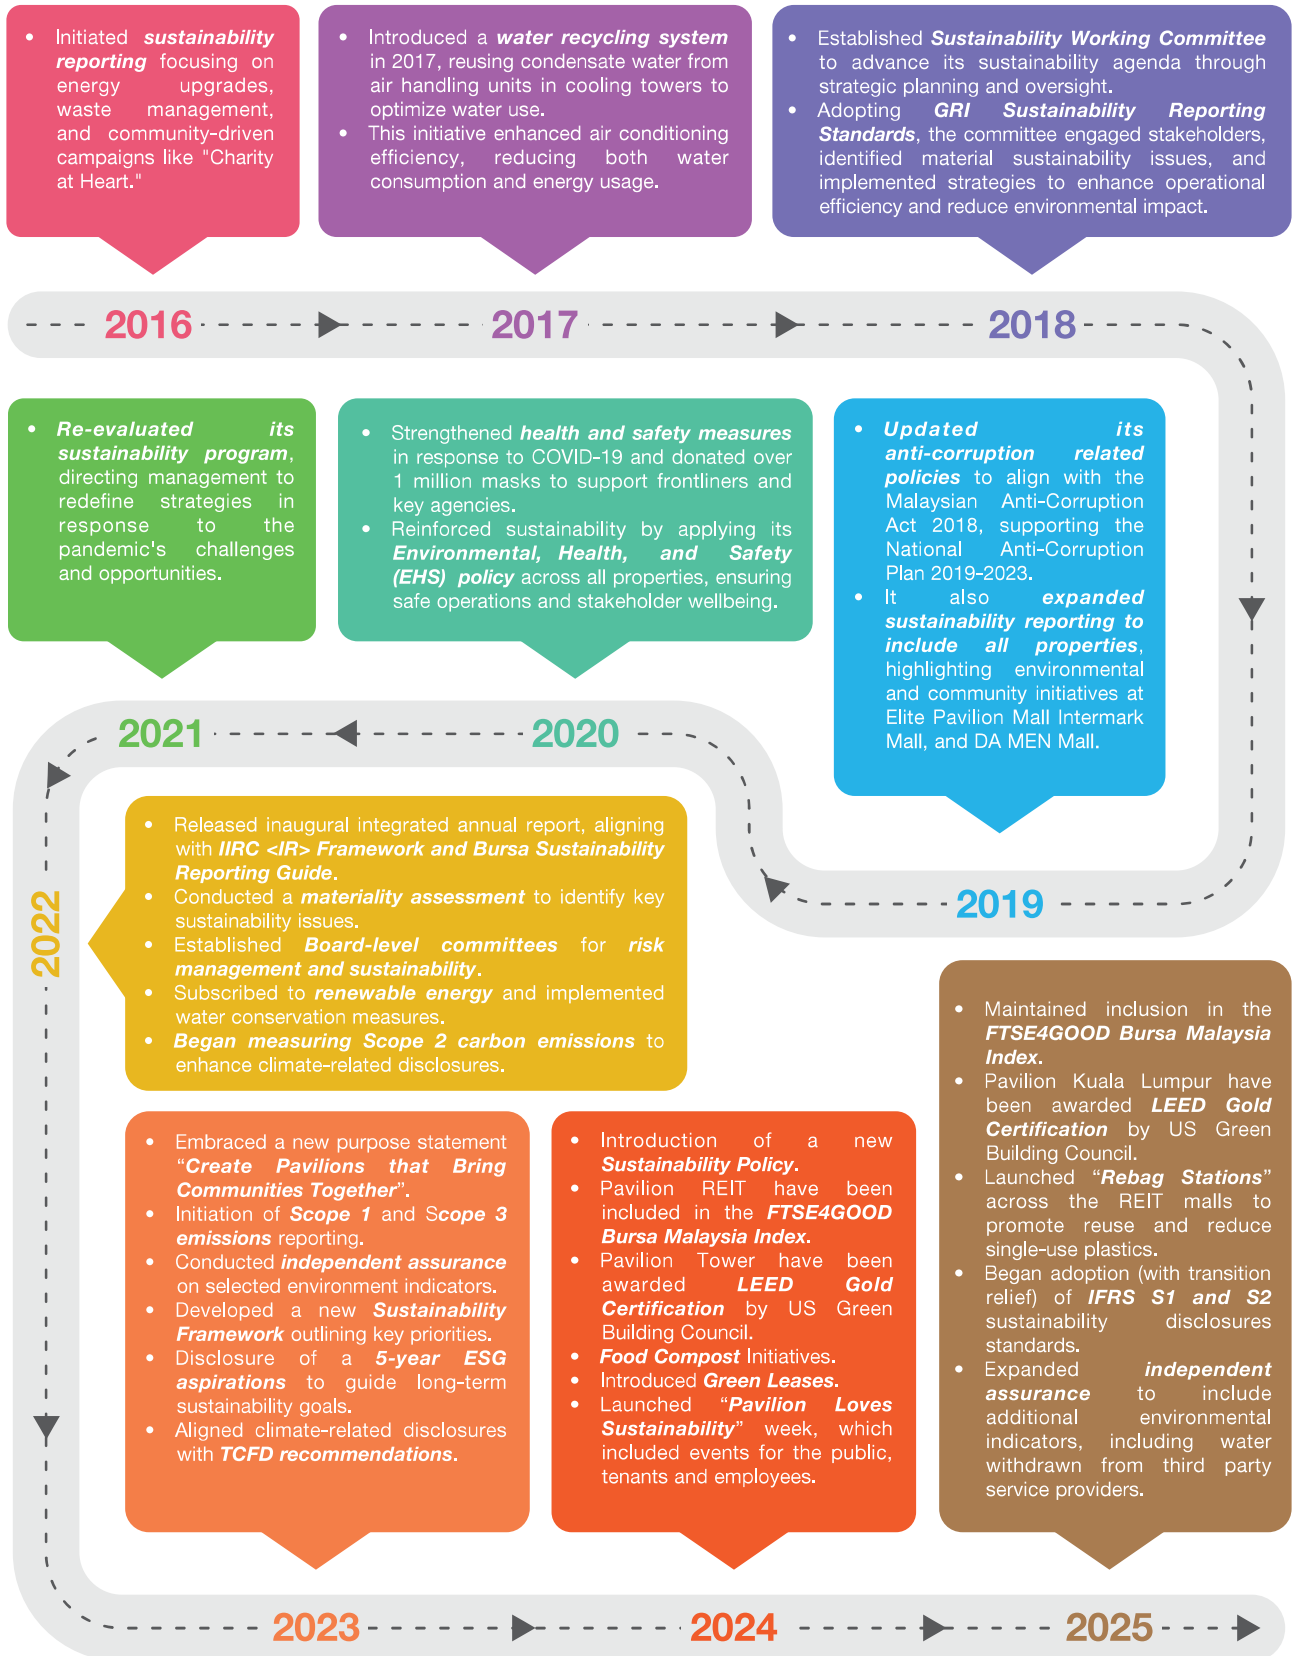 • Initiated sustainability
reporting focusing on
energy upgrades,
waste management,
and community-driven
campaigns like "Charity
at Heart."
• Introduced a water recycling system
in 2017, reusing condensate water from
air handling units in cooling towers to
optimize water use.
• This initiative enhanced air conditioning
efficiency, reducing both water
consumption and energy usage.
• Established Sustainability Working Committee
to advance its sustainability agenda through
strategic planning and oversight.
• Adopting GRI Sustainability Reporting
Standards, the committee engaged stakeholders,
identified material sustainability issues, and
implemented strategies to enhance operational
efficiency and reduce environmental impact.
2016
2017
2018
• Updated its
anti-corruption related
policies to align with the
Malaysian Anti-Corruption
Act 2018, supporting the
National Anti-Corruption
Plan 2019-2023.
• It also expanded
sustainability reporting to
include all properties,
highlighting environmental
and community initiatives at
Elite Pavilion Mall Intermark
Mall, and DA MEN Mall.
2019
• Strengthened health and safety measures
in response to COVID-19 and donated over
1 million masks to support frontliners and
key agencies.
• Reinforced sustainability by applying its
Environmental, Health, and Safety
(EHS) policy across all properties, ensuring
safe operations and stakeholder wellbeing.
2020
• Re-evaluated its
sustainability program,
directing management to
redefine strategies in
response to the
pandemic's challenges
and opportunities.
2021
2022
• Released inaugural integrated annual report, aligning
with IIRC <IR> Framework and Bursa Sustainability
Reporting Guide.
• Conducted a materiality assessment to identify key
sustainability issues.
• Established Board-level committees for risk
management and sustainability.
• Subscribed to renewable energy and implemented
water conservation measures.
• Began measuring Scope 2 carbon emissions to
enhance climate-related disclosures.
• Embraced a new purpose statement
“Create Pavilions that Bring
Communities Together”.
• Initiation of Scope 1 and Scope 3
emissions reporting.
• Conducted independent assurance
on selected environment indicators.
• Developed a new Sustainability
Framework outlining key priorities.
• Disclosure of a 5-year ESG
aspirations to guide long-term
sustainability goals.
• Aligned climate-related disclosures
with TCFD recommendations.
2023
• Introduction of a new
Sustainability Policy.
• Pavilion REIT have been
included in the FTSE4GOOD
Bursa Malaysia Index.
• Pavilion Tower have been
awarded LEED Gold
Certification by US Green
Building Council.
• Food Compost Initiatives.
• Introduced Green Leases.
• Launched “Pavilion Loves
Sustainability” week, which
included events for the public,
tenants and employees.
2024
• Maintained inclusion in the
FTSE4GOOD Bursa Malaysia
Index.
• Pavilion Kuala Lumpur have
been awarded LEED Gold
Certification by US Green
Building Council.
• Launched “Rebag Stations”
across the REIT malls to
promote reuse and reduce
single-use plastics.
• Began adoption (with transition
relief) of IFRS S1 and S2
sustainability disclosures
standards.
• Expanded independent
assurance to include
additional environmental
indicators, including water
withdrawn from third party
service providers.
2025